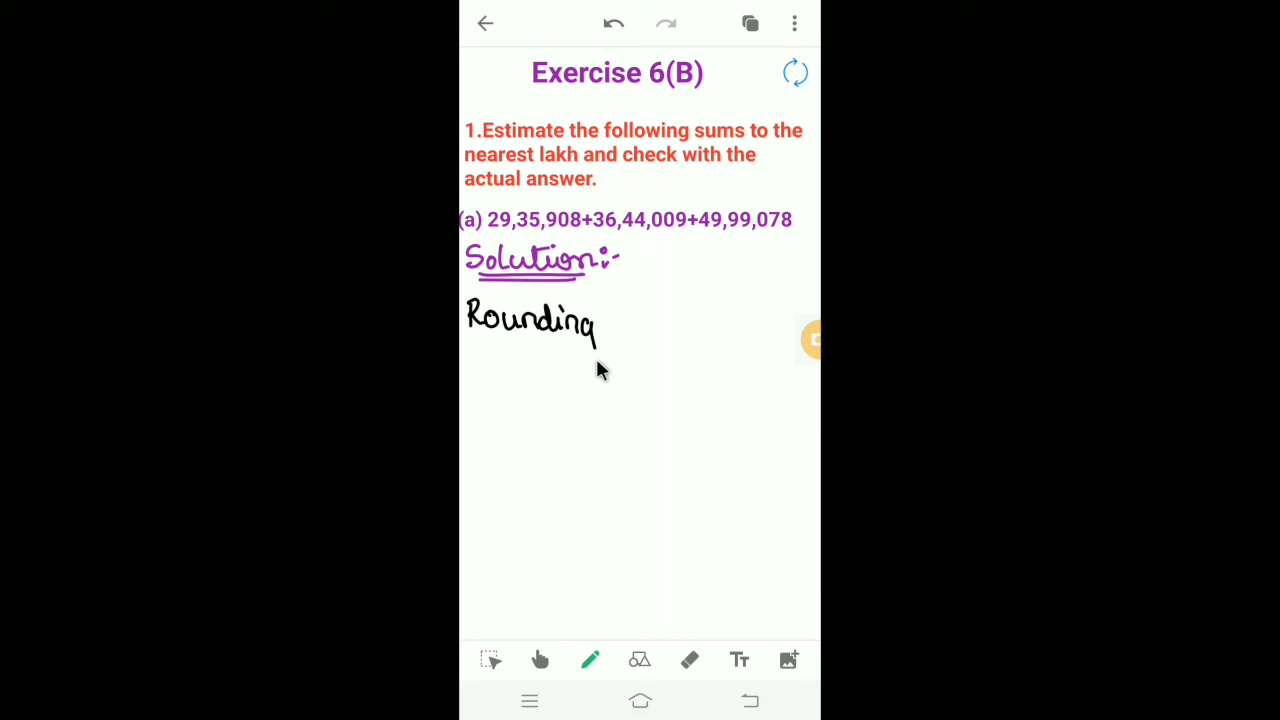 Exercise 6(B)
1.Estimate the following sums to the
nearest lakh and check with the
actual answer.
(a) 29,35,908+36,44,009+49,99,078
Solution:-
Rounding
Tт